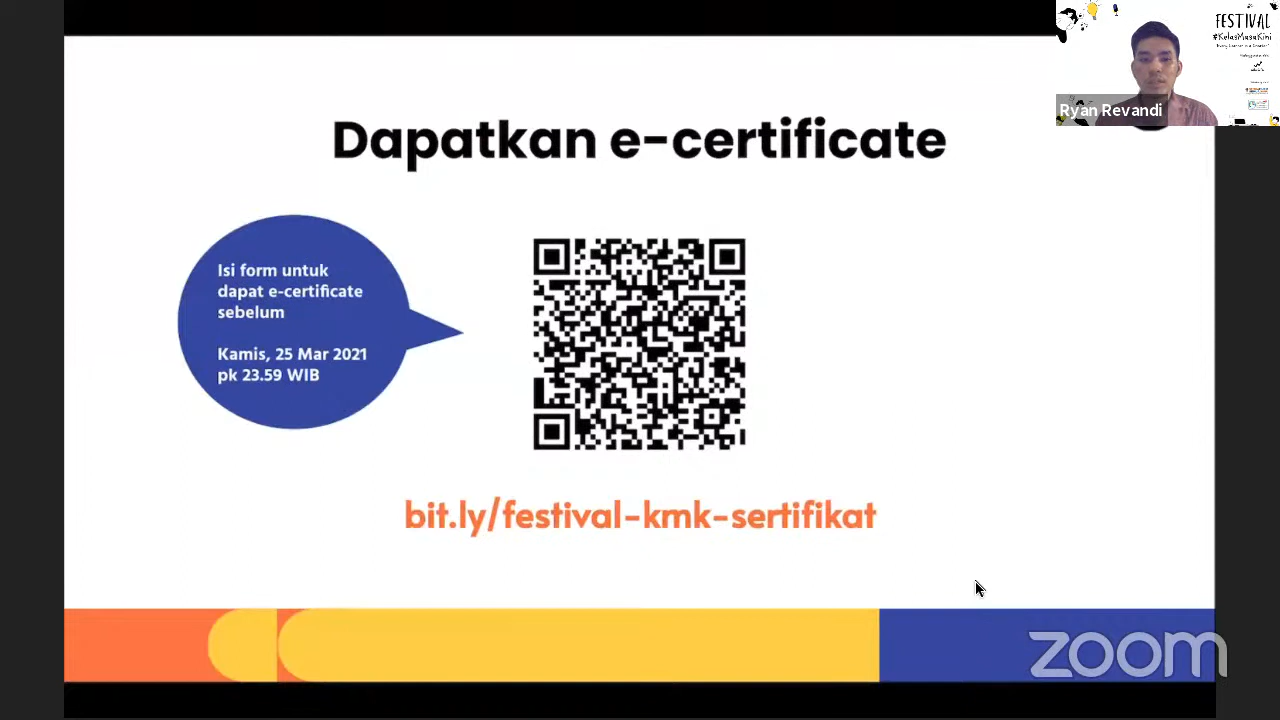 FESTIVAL
#KelasMasaKini
Ryan Revandi
Dapatkan e-certificate
Isi form untuk
dapat e-certificate
sebelum
Kamis, 25 Mar 2021
pk 23.59 WIB
bit.ly/festival-kmk-sertifikat
zoom